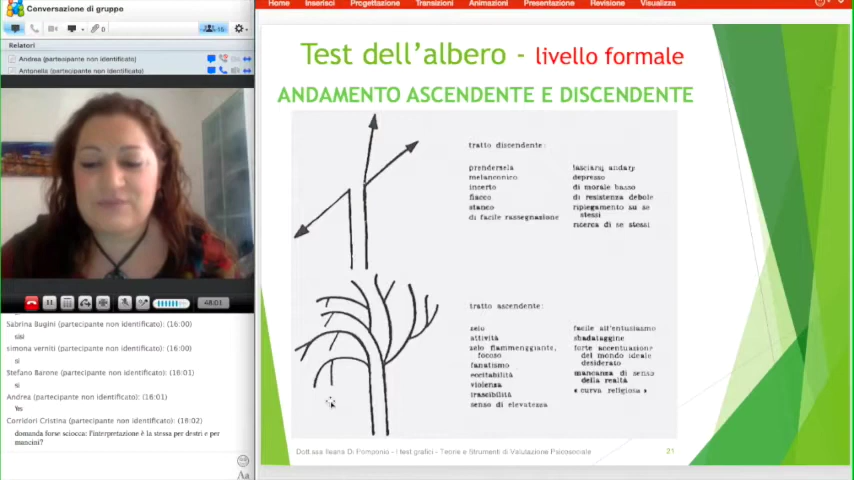 Conversazione di gruppo
Home Inserisci Progettazione Transizioni Animazioni Presentazione Revisione Visualizza
15
0
Relatori
Andrea (partecipante non identificato)
Antonella (partecipante non identificato)
48:01
Sabrina Bugini (partecipante non identificato): (16:00)
sisi
simona verniti (partecipante non identificato): (16:00)
si
Stefano Barone (partecipante non identificato): (16:01)
si
Andrea (partecipante non identificato): (16:01)
Yes
Corridori Cristina (partecipante non identificato): (16:02)
domanda forse sciocca: l'interpretazione è la stessa per destri e per
mancini?
Aa
Test dell'albero - livello formale
ANDAMENTO ASCENDENTE E DISCENDENTE
tratto discendente:
prendersela
melanconico
incerto
fiacco
stanco
di facile rassegnazione
lasciarsi andare
depresso
di morale basso
di resistenza debole
ripiegamento su se
stessi
ricerca di se stessi
tratto ascendente:
zelo
attività
zelo fiammeggiante,
focoso
fanatismo
eccitabilità
violenza
irascibilità
senso di elevatezza
facile all'entusiasmo
sbadataggine
forte accentuazione
del mondo ideale
desiderato
mancanza di senso
della realtà
« curva religiosa »
Dott.ssa Ileana Di Pomponio - I test grafici - Teorie e Strumenti di Valutazione Psicosociale
21